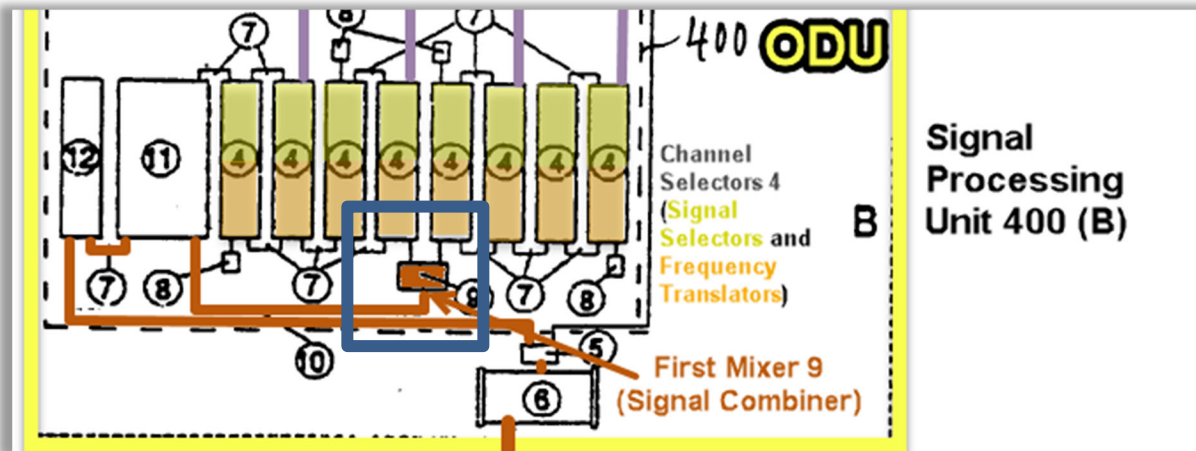 7
8
7
400 ODU
12
11
4
4
4
4
4
4
4
4
Channel
Selectors 4
(Signal
Selectors and
Frequency
Translators)
B
Signal
Processing
Unit 400 (B)
7
8
7
9
7
8
10
5
First Mixer 9
(Signal Combiner)
6